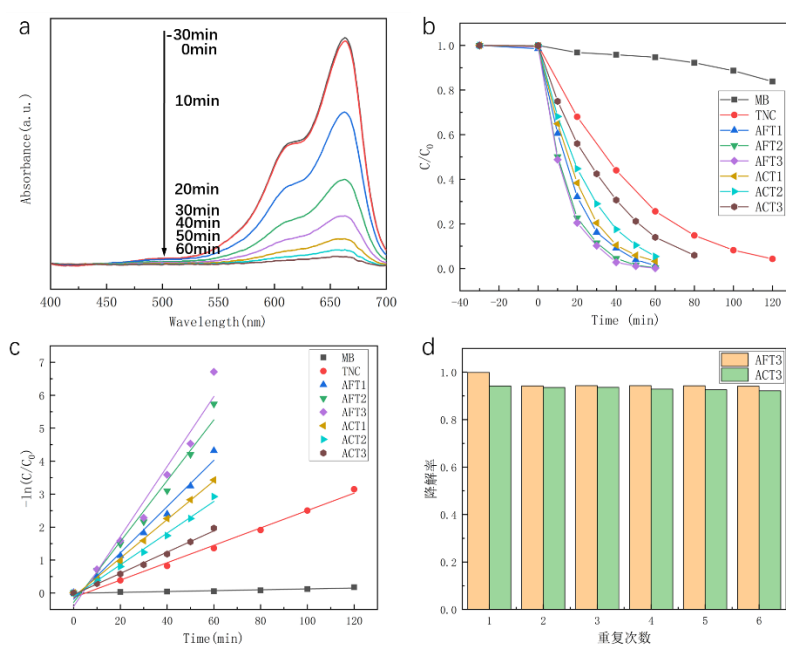 a
-30min
0min
10min
20min
30min
40min
50min
60min
Absorbance(a.u.)
400 450 500 550 600 650 700
Wavelength(nm)
b
1.0
0.8
0.6
0.4
0.2
0.0
C/C₀
MB
TNC
AFT1
AFT2
AFT3
ACT1
ACT2
ACT3
-40 -20 0 20 40 60 80 100 120
Time (min)
c
7
6
5
4
3
2
1
0
-ln(C/C₀)
MB
TNC
AFT1
AFT2
AFT3
ACT1
ACT2
ACT3
0 20 40 60 80 100 120
Time(min)
d
AFT3
ACT3
1.0
0.8
0.6
0.4
0.2
0.0
降解率
1 2 3 4 5 6
重复次数